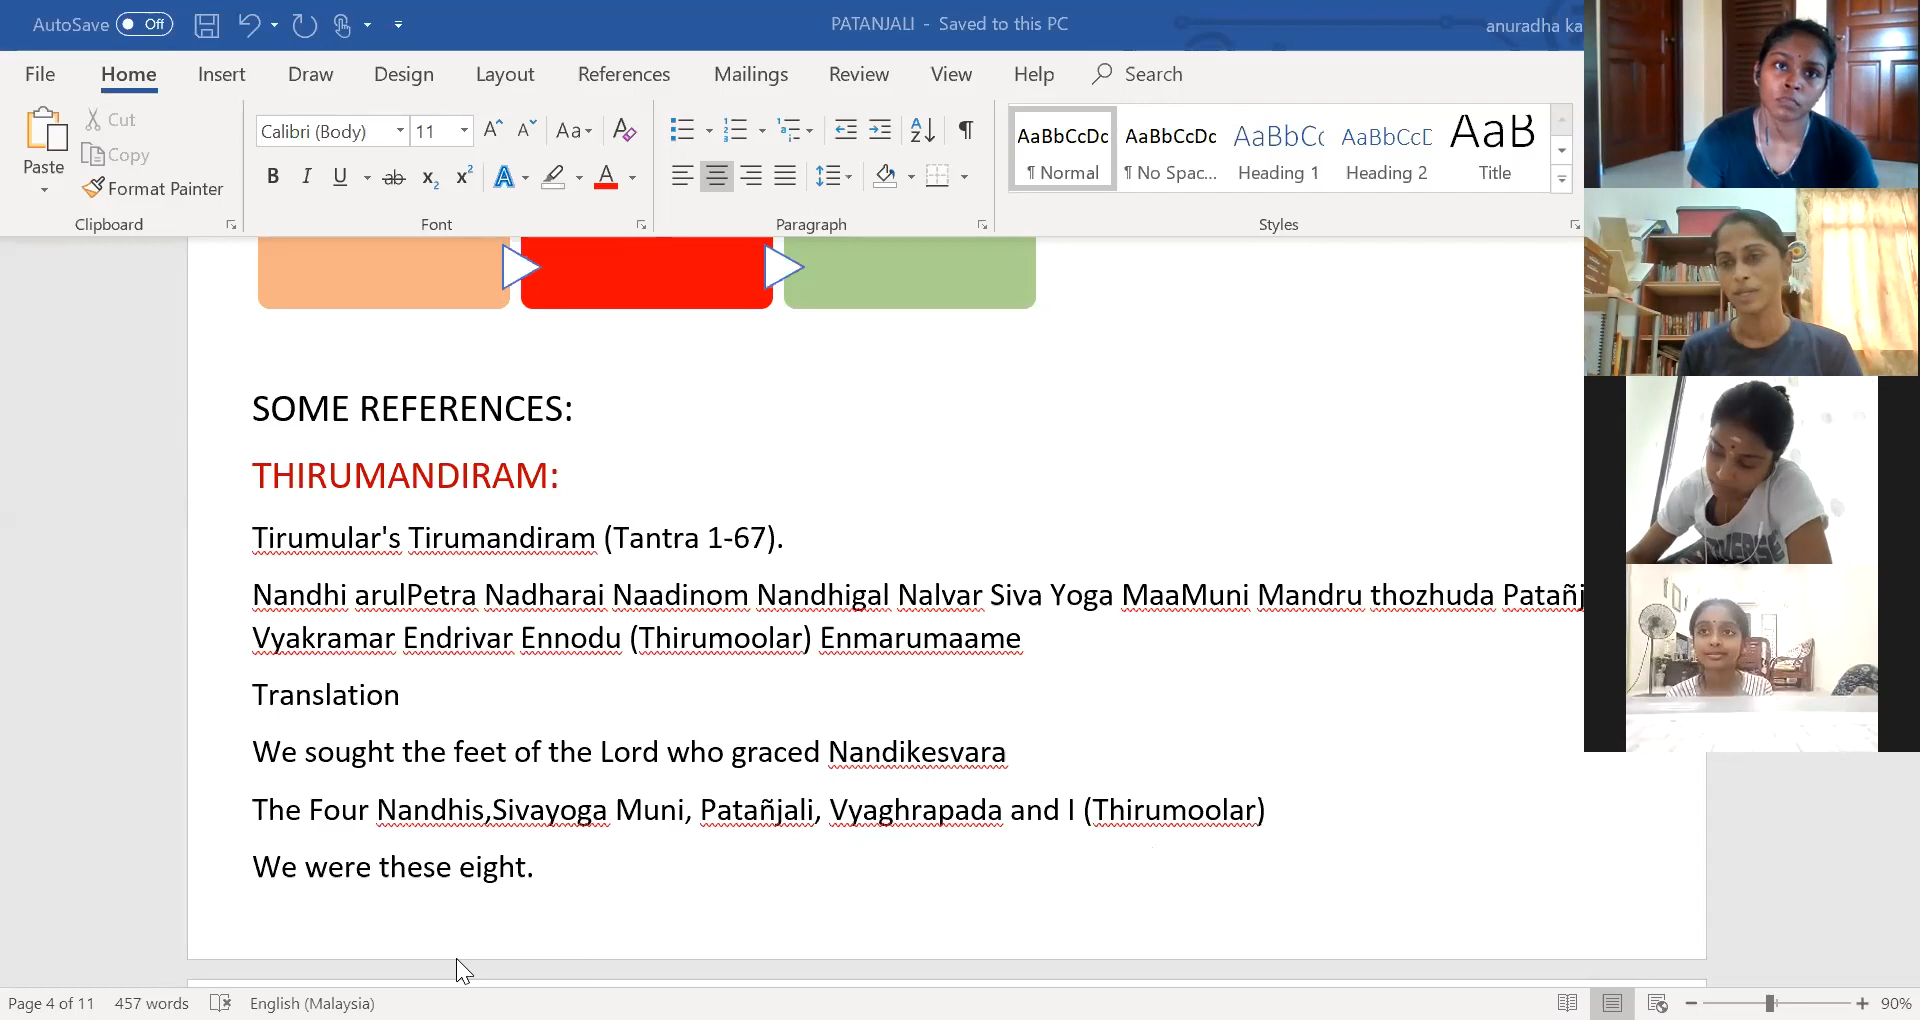 AutoSave Off PATANJALI - Saved to this PC anuradha ka
File Home Insert Draw Design Layout References Mailings Review View Help Search
Paste
Cut
Copy
Format Painter
Clipboard
Calibri (Body) 11
Font
Paragraph
AaBbCcDc AaBbCcDc AaBbCc AaBbCcD AaB
¶ Normal ¶ No Spac... Heading 1 Heading 2 Title
Styles
SOME REFERENCES:
THIRUMANDIRAM:
Tirumular's Tirumandiram (Tantra 1-67).
Nandhi arulPetra Nadharai Naadinom Nandhigal Nalvar Siva Yoga MaaMuni Mandru thozhuda Patañj
Vyakramar Endrivar Ennodu (Thirumoolar) Enmarumaame
Translation
We sought the feet of the Lord who graced Nandikesvara
The Four Nandhis,Sivayoga Muni, Patañjali, Vyaghrapada and I (Thirumoolar)
We were these eight.
Page 4 of 11 457 words English (Malaysia) 90%